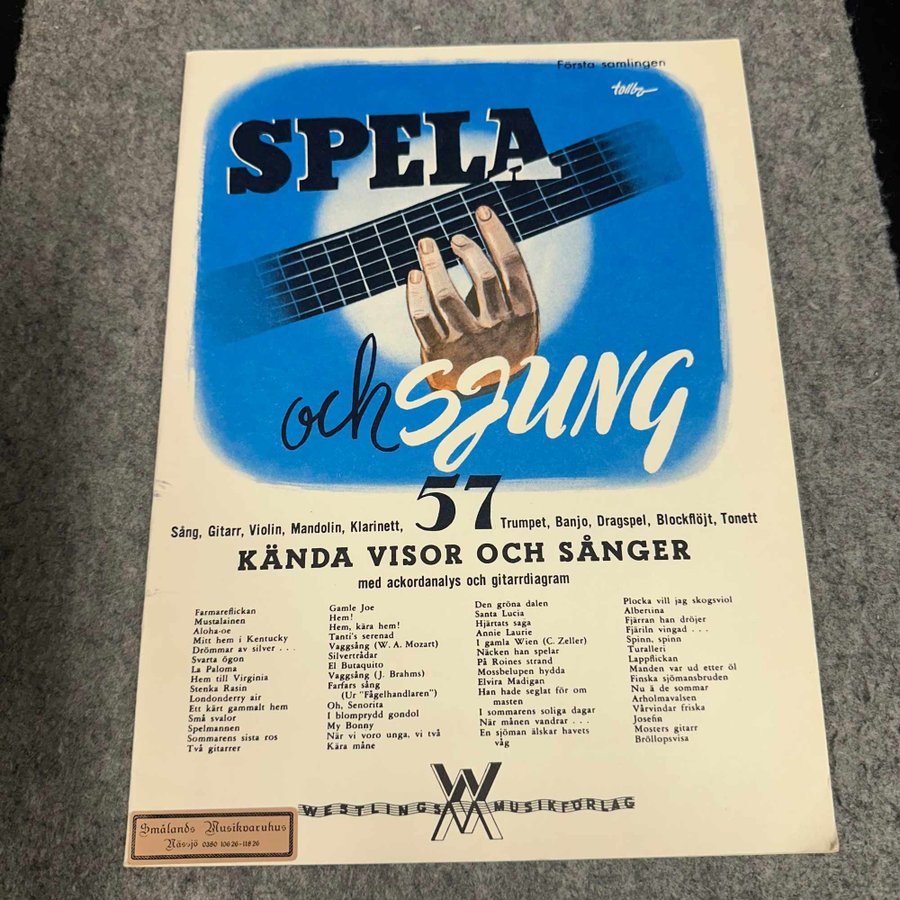 Första samlingen
tollby
SPELA
och SJUNG
57
Sång, Gitarr, Violin, Mandolin, Klarinett,
Trumpet, Banjo, Dragspel, Blockflöjt, Tonett
KÄNDA VISOR OCH SÅNGER
med ackordanalys och gitarrdiagram
Farmareflickan
Mustalainen
Aloha-oe
Mitt hem i Kentucky
Drömmar av silver . . .
Svarta ögon
La Paloma
Hem till Virginia
Stenka Rasin
Londonderry air
Ett kärt gammalt hem
Små svalor
Spelmannen
Sommarens sista ros
Två gitarrer
Gamle Joe
Hem!
Hem, kära hem!
Tanti's serenad
Vaggsång (W. A. Mozart)
Silvertrådar
El Butaquito
Vaggsång (J. Brahms)
Farfars sång
(Ur "Fågelhandlaren")
Oh, Senorita
I blomprydd gondol
My Bonny
När vi voro unga, vi två
Kära måne
Den gröna dalen
Santa Lucia
Hjärtats saga
Annie Laurie
I gamla Wien (C. Zeller)
Näcken han spelar
På Roines strand
Mossbelupen hydda
Elvira Madigan
Han hade seglat för om
masten
I sommarens soliga dagar
När månen vandrar . . .
En sjöman älskar havets
våg
Plocka vill jag skogsviol
Albertina
Fjärran han dröjer
Fjäriln vingad . . .
Spinn, spinn
Turalleri
Lappflickan
Manden var ud etter öl
Finska sjömansbruden
Nu ä de sommar
Arholmavalsen
Vårvindar friska
Josefin
Mosters gitarr
Bröllopsvisa
WESTLINGS MUSIKFÖRLAG
Smålands Musikvaruhus
Nässjö 0380 106 26-118 26